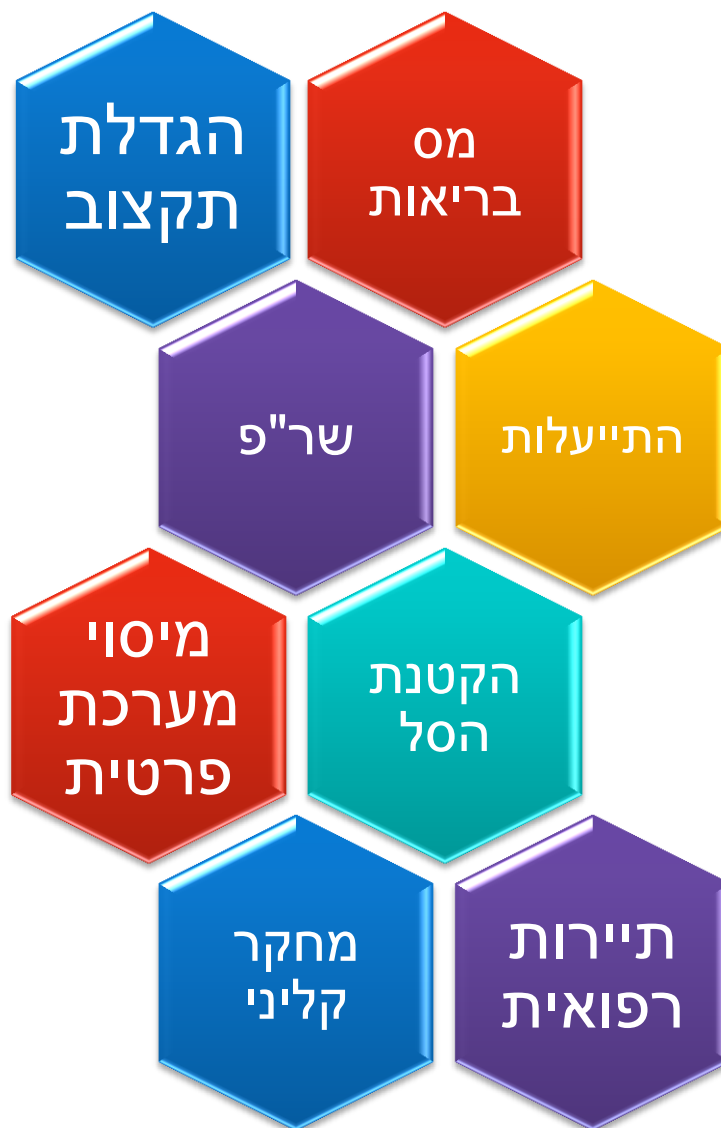 מס
בריאות
הגדלת
תקצוב
התייעלות
שר"פ
הקטנת
הסל
מיסוי
מערכת
פרטית
תיירות
רפואית
מחקר
קליני